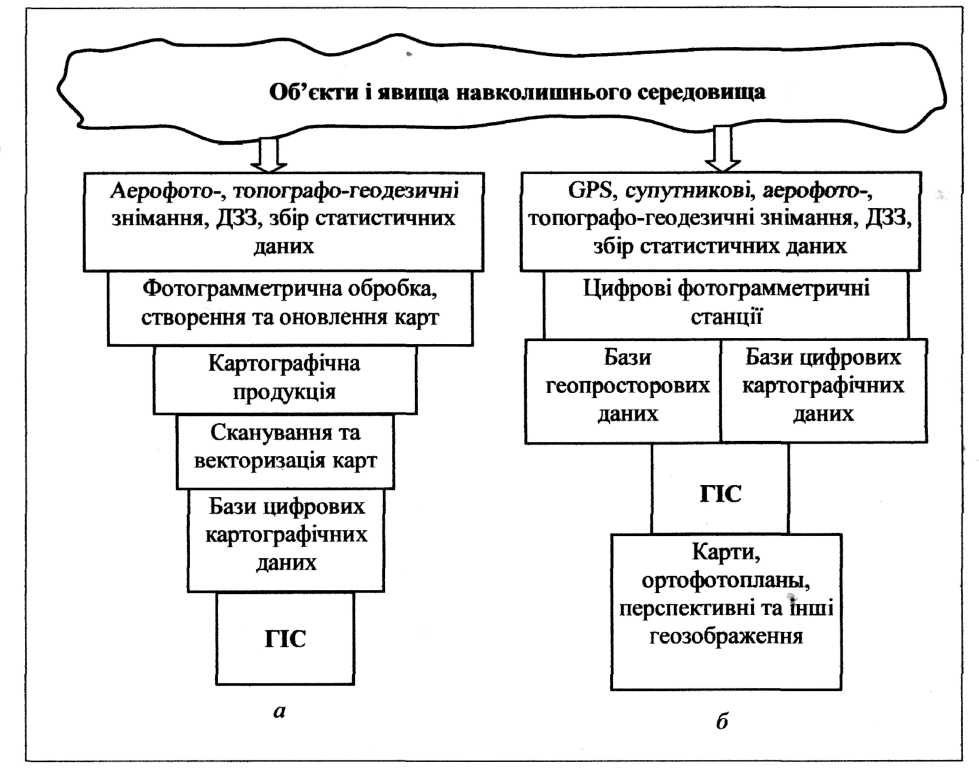 Об’єкти і явища навколишнього середовища
Аерофото-, топографо-геодезичні
знімання, ДЗЗ, збір статистичних
даних
Фотограмметрична обробка,
створення та оновлення карт
Картографічна
продукція
Сканування та
векторизація карт
Бази цифрових
картографічних
даних
ГІС
а
GPS, супутникові, аерофото-,
топографо-геодезичні знімання, ДЗЗ,
збір статистичних даних
Цифрові фотограмметричні
станції
Бази
геопросторових
даних
Бази цифрових
картографічних
даних
ГІС
Карти,
ортофотопланы,
перспективні та інші
геозображення
б